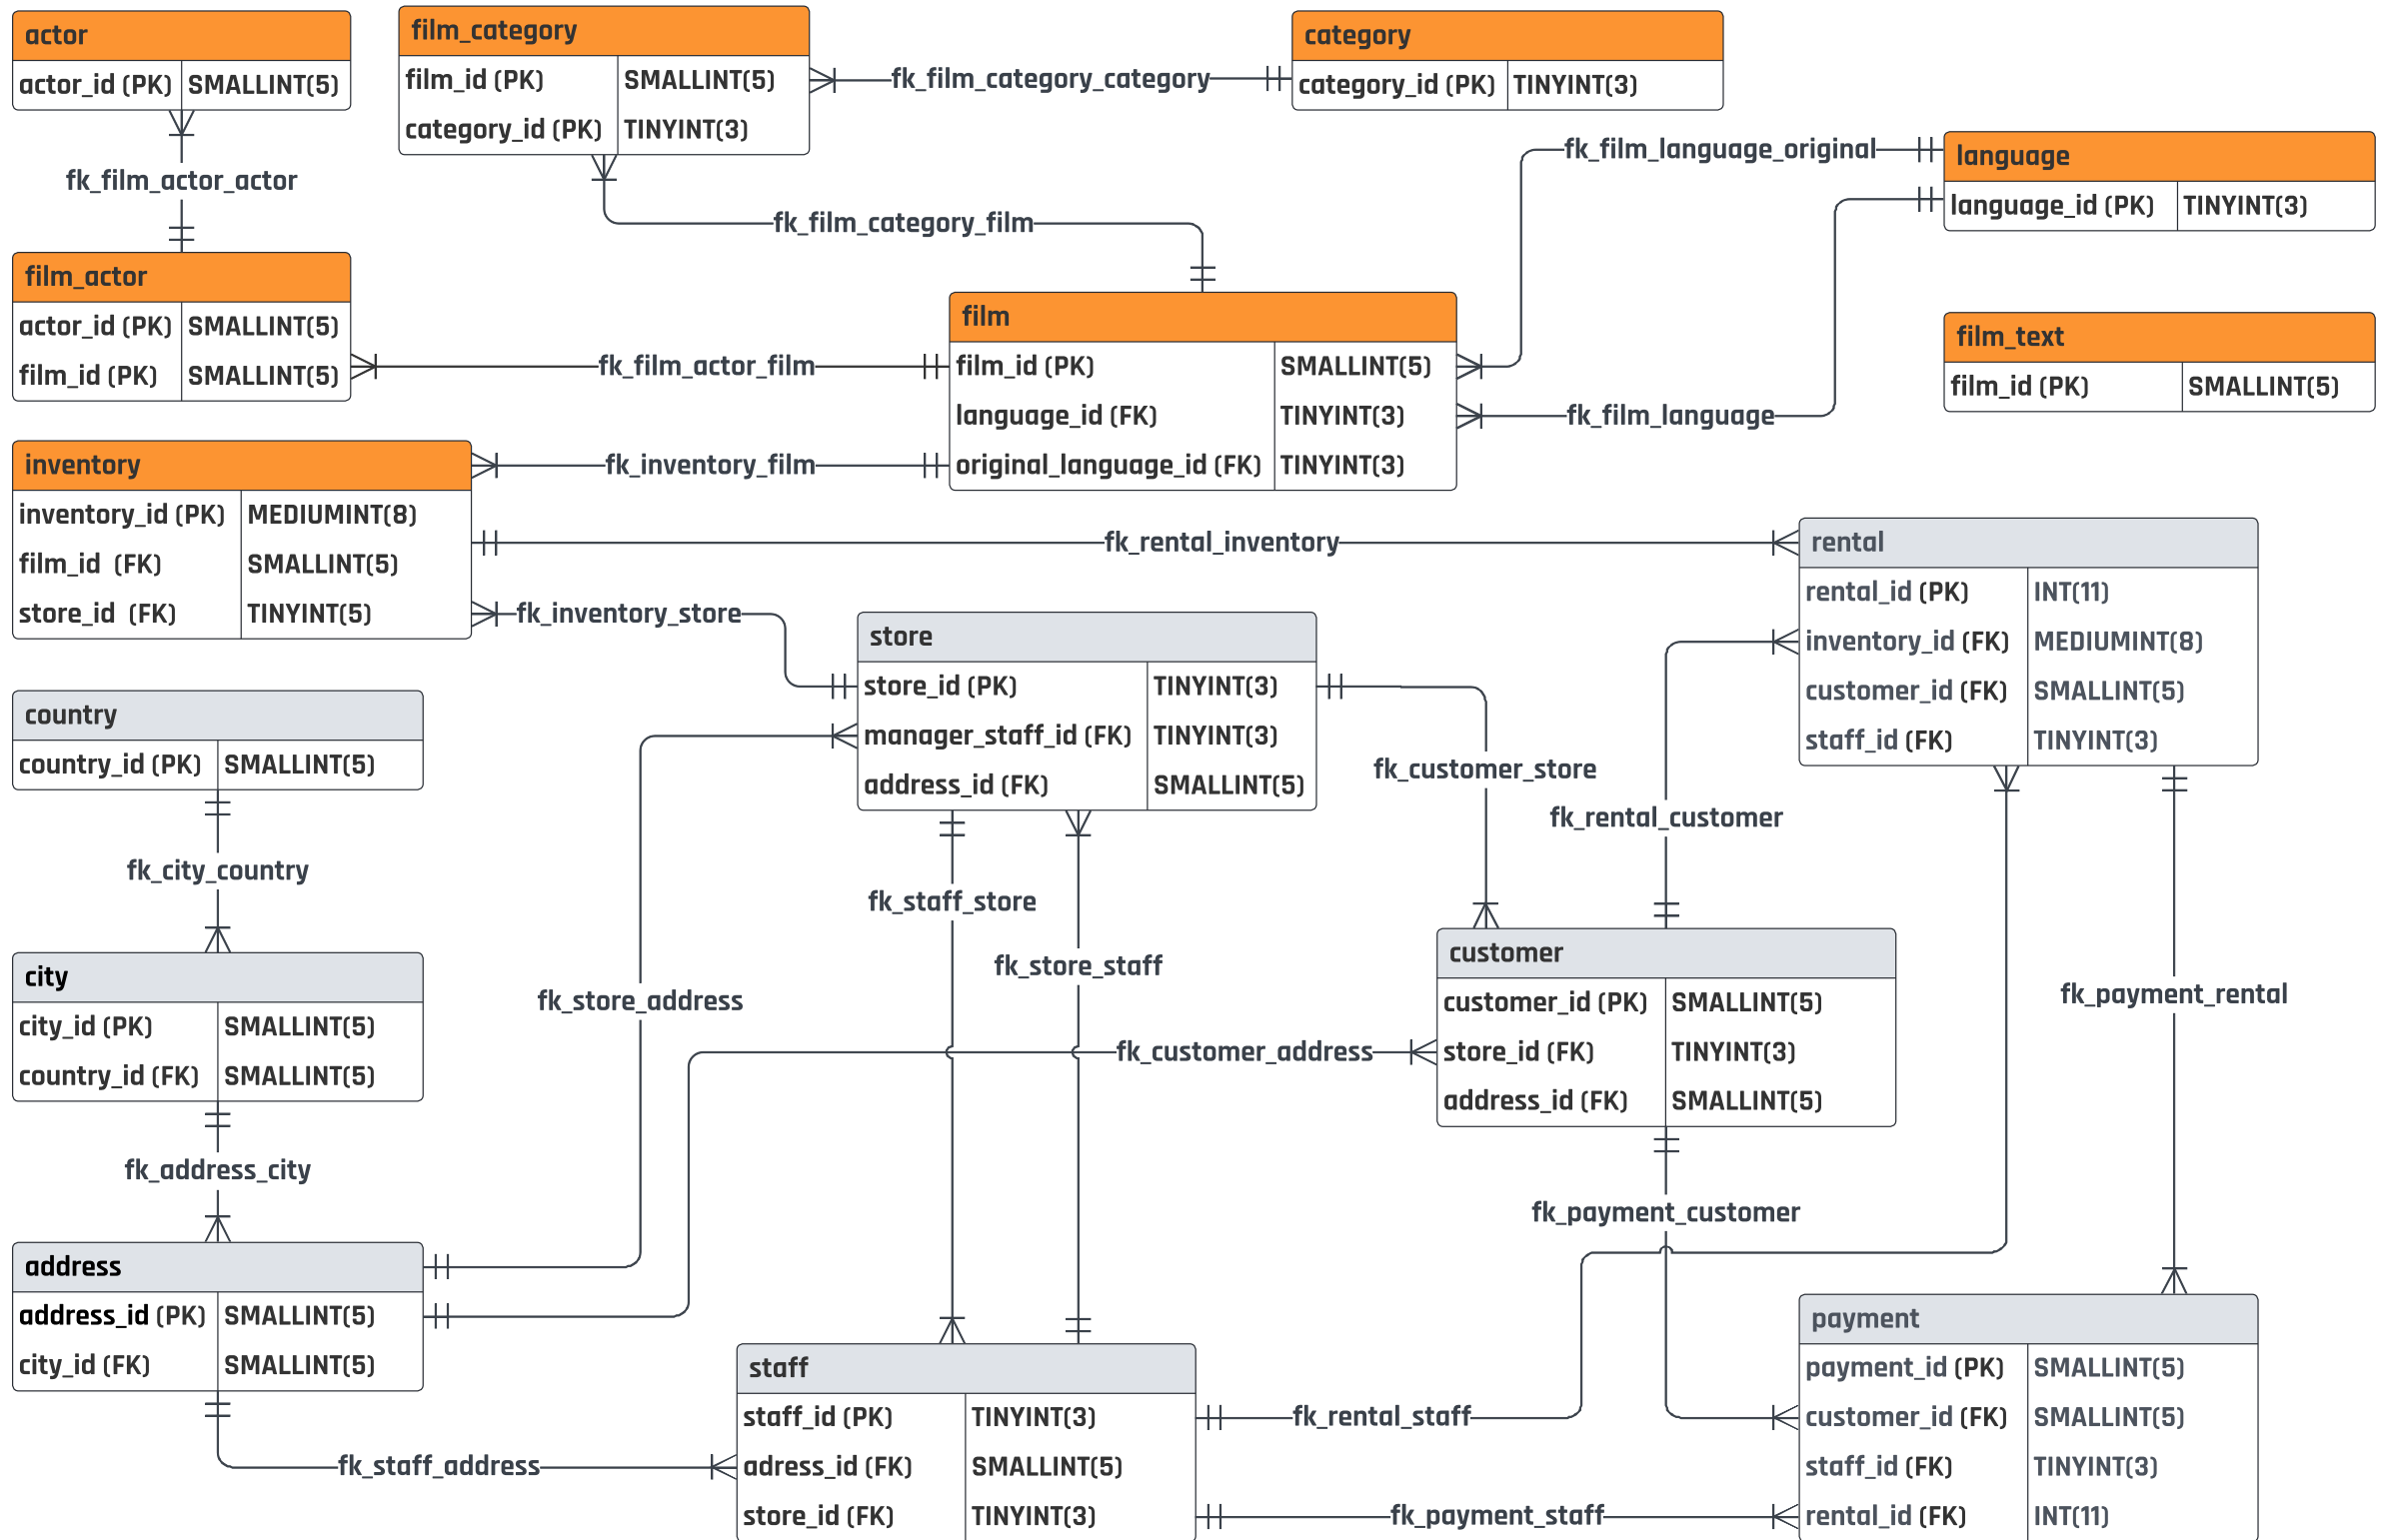 actor
actor_id (PK) SMALLINT(5)
fk_film_actor_actor
film_category
film_id (PK) SMALLINT(5)
category_id (PK) TINYINT(3)
fk_film_category_category
category
category_id (PK) TINYINT(3)
fk_film_language_original
language
language_id (PK) TINYINT(3)
fk_film_category_film
film_actor
actor_id (PK) SMALLINT(5)
film_id (PK) SMALLINT(5)
fk_film_actor_film
film
film_id (PK) SMALLINT(5)
language_id (FK) TINYINT(3)
original_language_id (FK) TINYINT(3)
fk_film_language
film_text
film_id (PK) SMALLINT(5)
inventory
inventory_id (PK) MEDIUMINT(8)
film_id (FK) SMALLINT(5)
store_id (FK) TINYINT(5)
fk_inventory_film
fk_rental_inventory
fk_inventory_store
rental
rental_id (PK) INT(11)
inventory_id (FK) MEDIUMINT(8)
customer_id (FK) SMALLINT(5)
staff_id (FK) TINYINT(3)
store
store_id (PK) TINYINT(3)
manager_staff_id (FK) TINYINT(3)
address_id (FK) SMALLINT(5)
country
country_id (PK) SMALLINT(5)
fk_city_country
fk_customer_store
fk_rental_customer
fk_staff_store
fk_store_staff
fk_store_address
city
city_id (PK) SMALLINT(5)
country_id (FK) SMALLINT(5)
customer
customer_id (PK) SMALLINT(5)
store_id (FK) TINYINT(3)
address_id (FK) SMALLINT(5)
fk_customer_address
fk_payment_rental
fk_address_city
fk_payment_customer
address
address_id (PK) SMALLINT(5)
city_id (FK) SMALLINT(5)
fk_staff_address
staff
staff_id (PK) TINYINT(3)
adress_id (FK) SMALLINT(5)
store_id (FK) TINYINT(3)
fk_rental_staff
fk_payment_staff
payment
payment_id (PK) SMALLINT(5)
customer_id (FK) SMALLINT(5)
staff_id (FK) TINYINT(3)
rental_id (FK) INT(11)